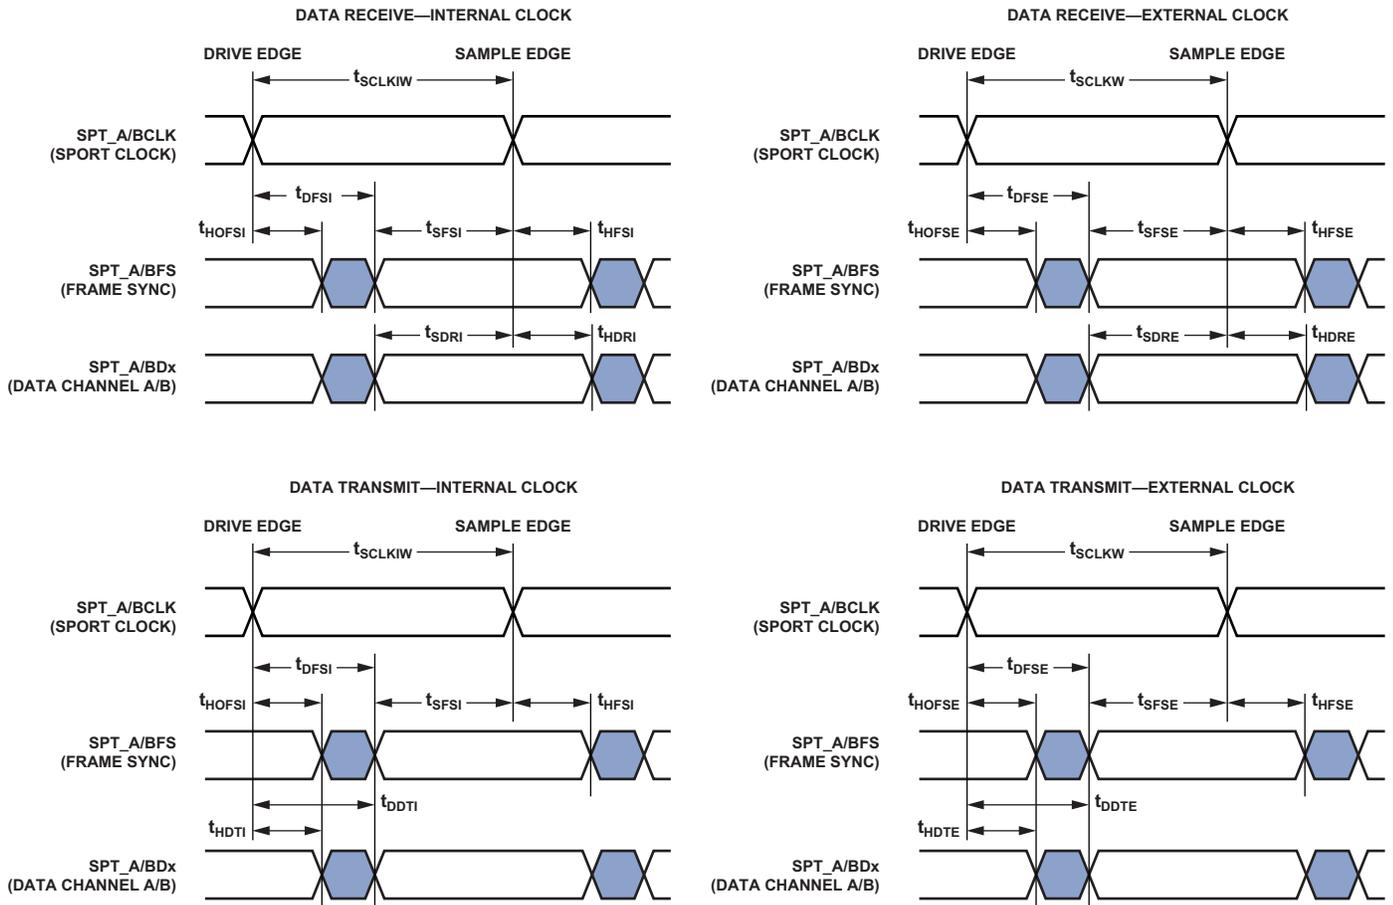 DATA RECEIVE—INTERNAL CLOCK
DRIVE EDGE
SAMPLE EDGE
tSCLKIW
SPT_A/BCLK
(SPORT CLOCK)
tDFSI
tHOFSI
tSFSI
tHFSI
SPT_A/BFS
(FRAME SYNC)
tSDRI
tHDRI
SPT_A/BDx
(DATA CHANNEL A/B)
DATA RECEIVE—EXTERNAL CLOCK
DRIVE EDGE
SAMPLE EDGE
tSCLKW
SPT_A/BCLK
(SPORT CLOCK)
tDFSE
tHOFSE
tSFSE
tHFSE
SPT_A/BFS
(FRAME SYNC)
tSDRE
tHDRE
SPT_A/BDx
(DATA CHANNEL A/B)
DATA TRANSMIT—INTERNAL CLOCK
DRIVE EDGE
SAMPLE EDGE
tSCLKIW
SPT_A/BCLK
(SPORT CLOCK)
tDFSI
tHOFSI
tSFSI
tHFSI
SPT_A/BFS
(FRAME SYNC)
tDDTI
tHDTI
SPT_A/BDx
(DATA CHANNEL A/B)
DATA TRANSMIT—EXTERNAL CLOCK
DRIVE EDGE
SAMPLE EDGE
tSCLKW
SPT_A/BCLK
(SPORT CLOCK)
tDFSE
tHOFSE
tSFSE
tHFSE
SPT_A/BFS
(FRAME SYNC)
tDDTE
tHDTE
SPT_A/BDx
(DATA CHANNEL A/B)